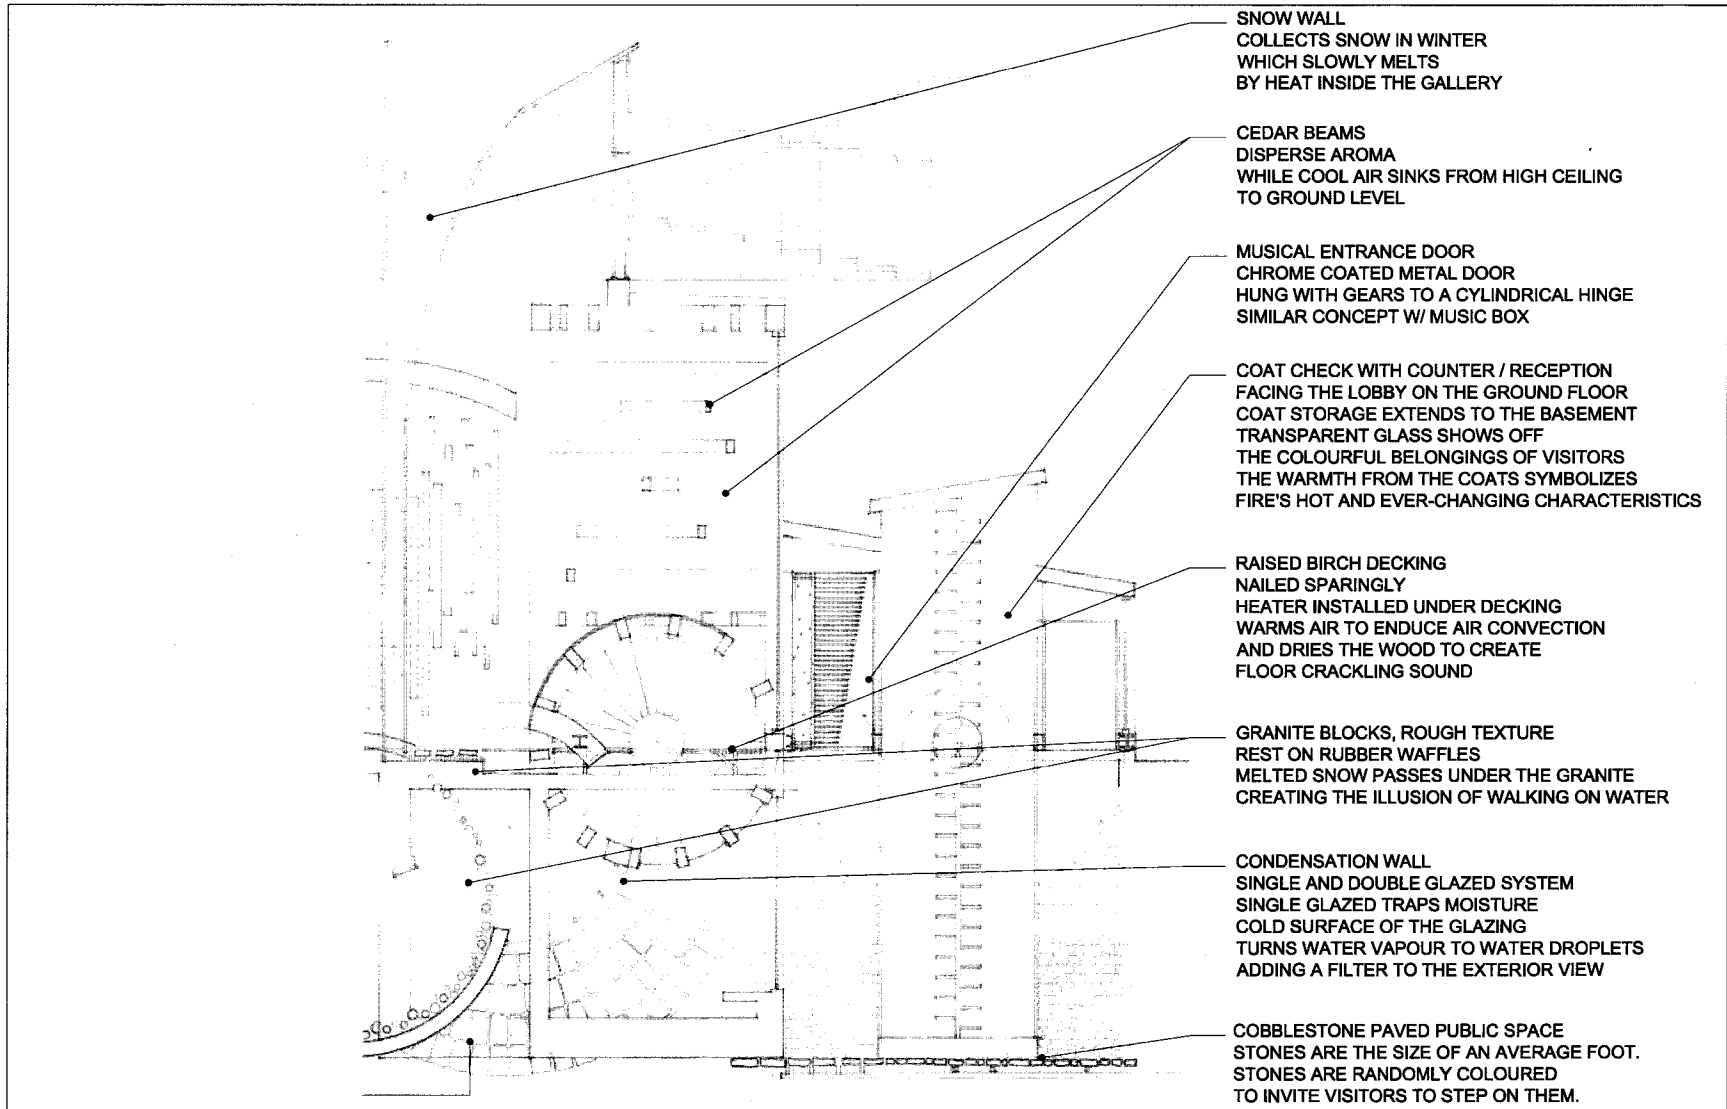 SNOW WALL
COLLECTS SNOW IN WINTER
WHICH SLOWLY MELTS
BY HEAT INSIDE THE GALLERY
CEDAR BEAMS
DISPERSE AROMA
WHILE COOL AIR SINKS FROM HIGH CEILING
TO GROUND LEVEL
MUSICAL ENTRANCE DOOR
CHROME COATED METAL DOOR
HUNG WITH GEARS TO A CYLINDRICAL HINGE
SIMILAR CONCEPT W/ MUSIC BOX
COAT CHECK WITH COUNTER / RECEPTION
FACING THE LOBBY ON THE GROUND FLOOR
COAT STORAGE EXTENDS TO THE BASEMENT
TRANSPARENT GLASS SHOWS OFF
THE COLOURFUL BELONGINGS OF VISITORS
THE WARMTH FROM THE COATS SYMBOLIZES
FIRE'S HOT AND EVER-CHANGING CHARACTERISTICS
RAISED BIRCH DECKING
NAILED SPARINGLY
HEATER INSTALLED UNDER DECKING
WARMS AIR TO ENDUCE AIR CONVECTION
AND DRIES THE WOOD TO CREATE
FLOOR CRACKLING SOUND
GRANITE BLOCKS, ROUGH TEXTURE
REST ON RUBBER WAFFLES
MELTED SNOW PASSES UNDER THE GRANITE
CREATING THE ILLUSION OF WALKING ON WATER
CONDENSATION WALL
SINGLE AND DOUBLE GLAZED SYSTEM
SINGLE GLAZED TRAPS MOISTURE
COLD SURFACE OF THE GLAZING
TURNS WATER VAPOUR TO WATER DROPLETS
ADDING A FILTER TO THE EXTERIOR VIEW
COBBLESTONE PAVED PUBLIC SPACE
STONES ARE THE SIZE OF AN AVERAGE FOOT.
STONES ARE RANDOMLY COLOURED
TO INVITE VISITORS TO STEP ON THEM.